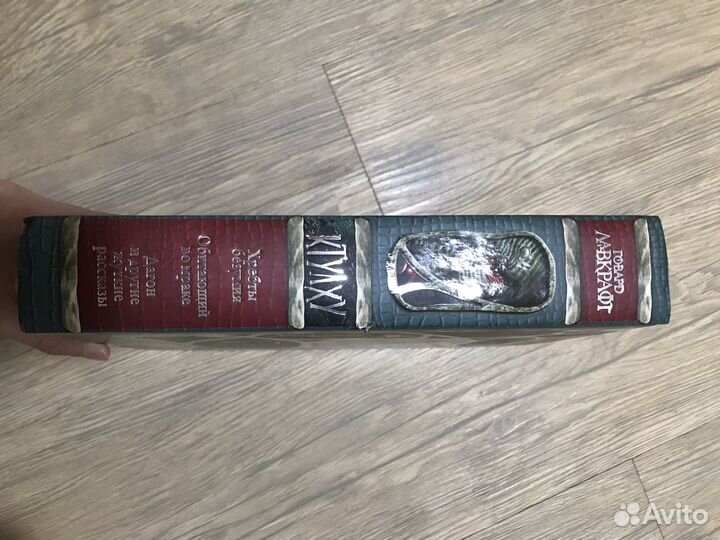 ГОВАРД
ЛАВКРАФТ
КТУЛХУ
Хребты
безумия
Обитающий
во мраке
Дагон
и другие
жуткие
рассказы
Avito